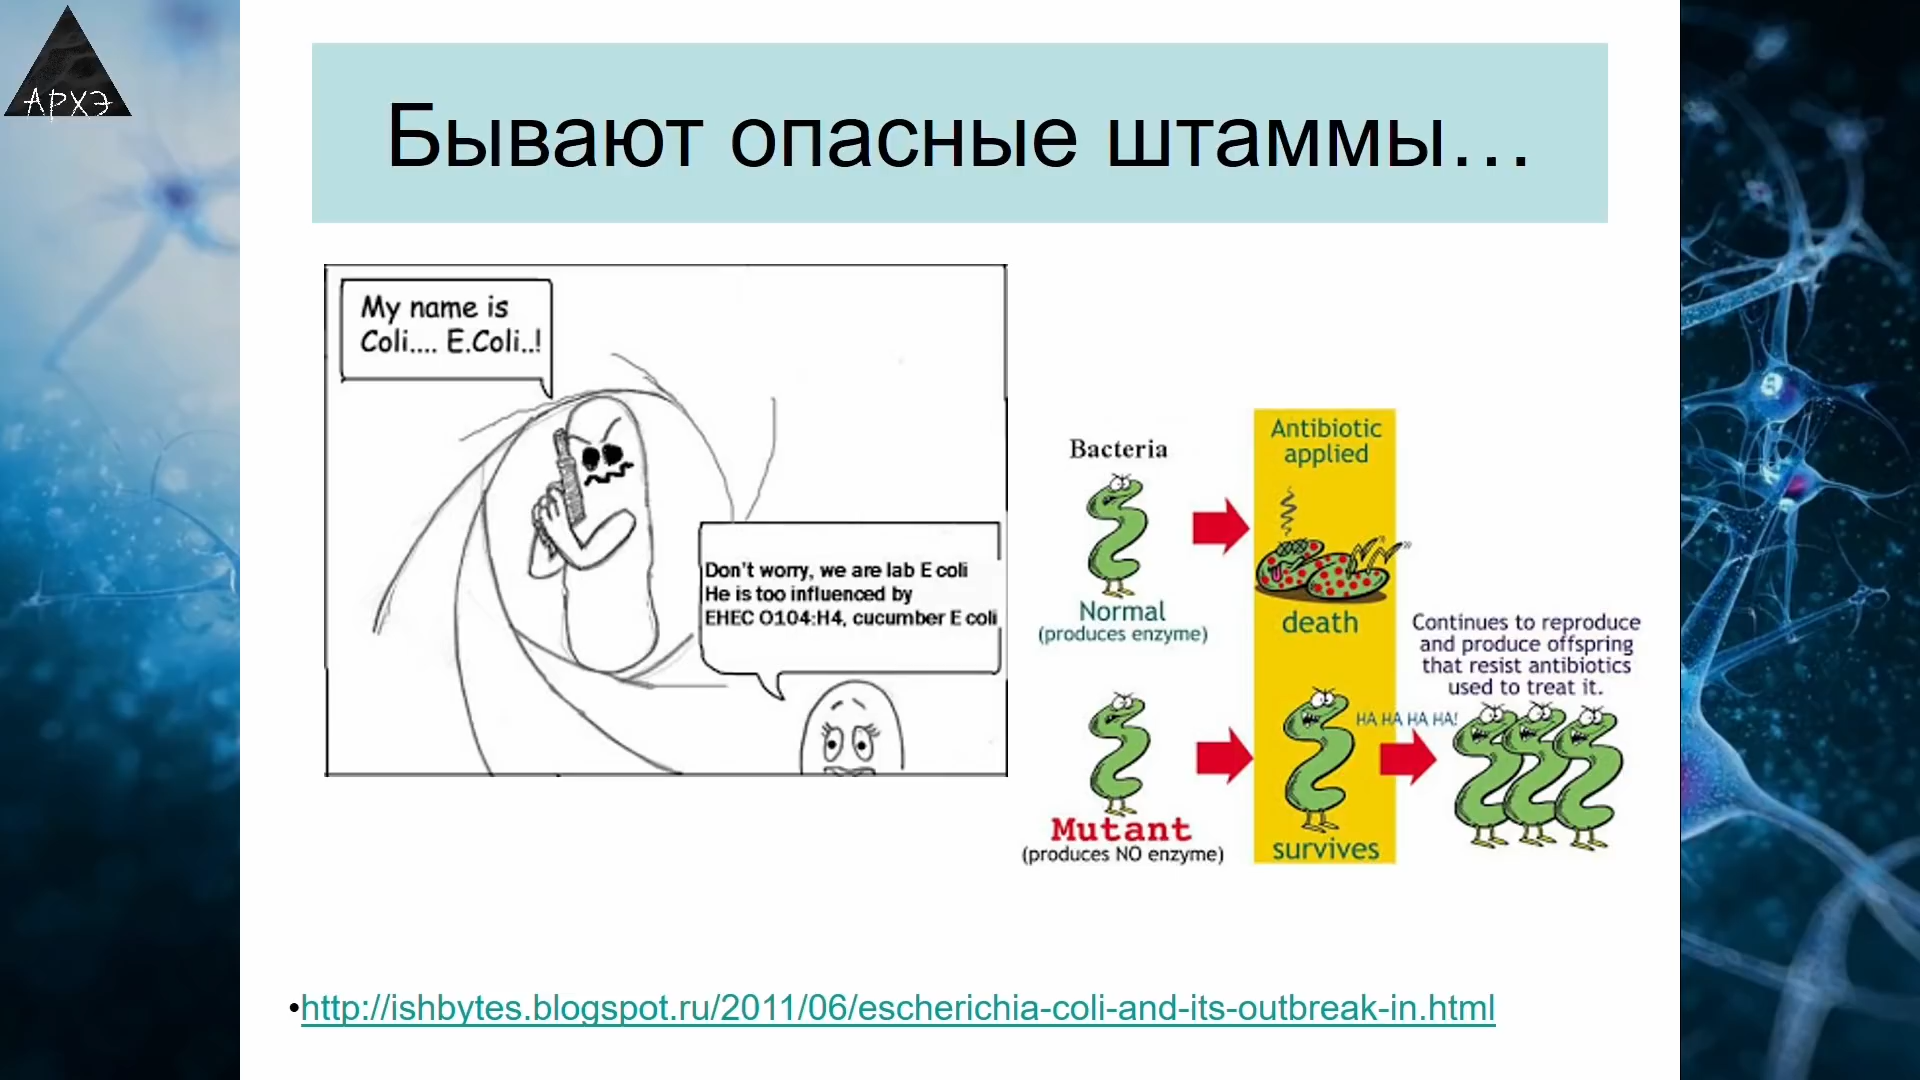 АРХЭ
Бывают опасные штаммы…
My name is
Coli.... E.Coli..!
Don't worry, we are lab E coli
He is too influenced by
EHEC O104:H4, cucumber E coli
Bacteria
Normal
(produces enzyme)
Antibiotic
applied
death
Mutant
(produces NO enzyme)
survives
HA HA HA HA!
Continues to reproduce
and produce offspring
that resist antibiotics
used to treat it.
•http://ishbytes.blogspot.ru/2011/06/escherichia-coli-and-its-outbreak-in.html